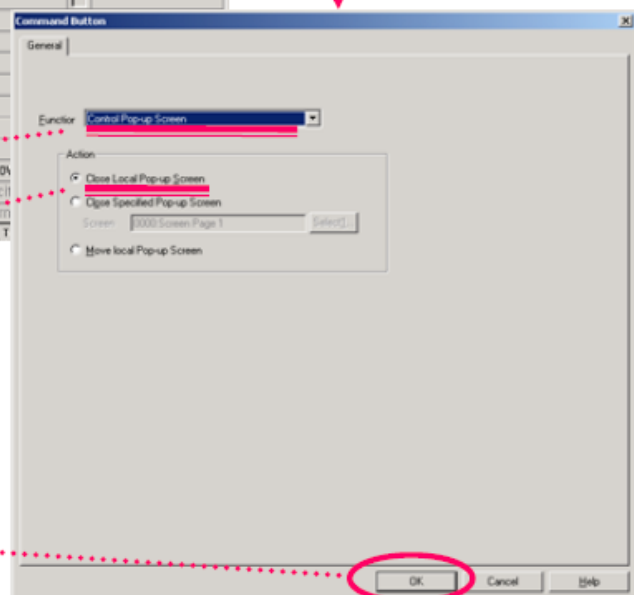 Command Button
General
Function Control Pop-up Screen
Action
Close Local Pop-up Screen
Close Specified Pop-up Screen
Screen 0000:Screen Page 1 Select
Move local Pop-up Screen
OK Cancel Help